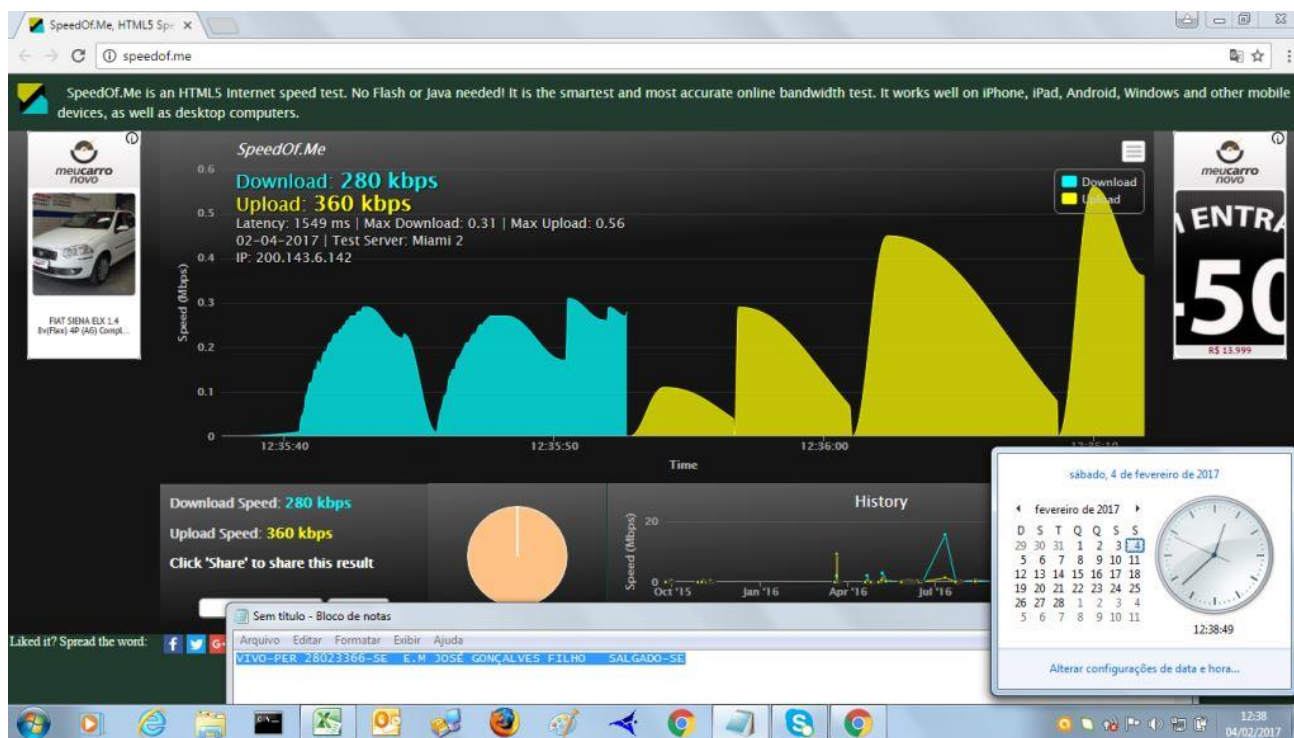 SpeedOf.Me, HTML5 Spe
speedof.me
SpeedOf.Me is an HTML5 Internet speed test. No Flash or Java needed! It is the smartest and most accurate online bandwidth test. It works well on iPhone, iPad, Android, Windows and other mobile
devices, as well as desktop computers.
meucarro
novo
FIAT SIENA ELX 1.4
8v(Flex) 4P (AG) Compl...
SpeedOf.Me
Download: 280 kbps
Upload: 360 kbps
Latency: 1549 ms | Max Download: 0.31 | Max Upload: 0.56
02-04-2017 | Test Server: Miami 2
IP: 200.143.6.142
Download
Upload
Speed (Mbps)
0.6
0.5
0.4
0.3
0.2
0.1
0
12:35:40
12:35:50
12:36:00
12:36:10
Time
meucarro
novo
ENTRA
50
R$ 13.999
Download Speed: 280 kbps
Upload Speed: 360 kbps
Click 'Share' to share this result
History
Speed (Mbps)
20
0
Oct '15
Jan '16
Apr '16
Jul '16
sábado, 4 de fevereiro de 2017
fevereiro de 2017
D S T Q Q S S
29 30 31 1 2 3 4
5 6 7 8 9 10 11
12 13 14 15 16 17 18
19 20 21 22 23 24 25
26 27 28 1 2 3 4
5 6 7 8 9 10 11
12:38:49
Alterar configurações de data e hora...
Liked it? Spread the word:
Sem título - Bloco de notas
Arquivo Editar Formatar Exibir Ajuda
VIVO-PER 28023366-SE E.M JOSÉ GONÇALVES FILHO SALGADO-SE
12:38
04/02/2017